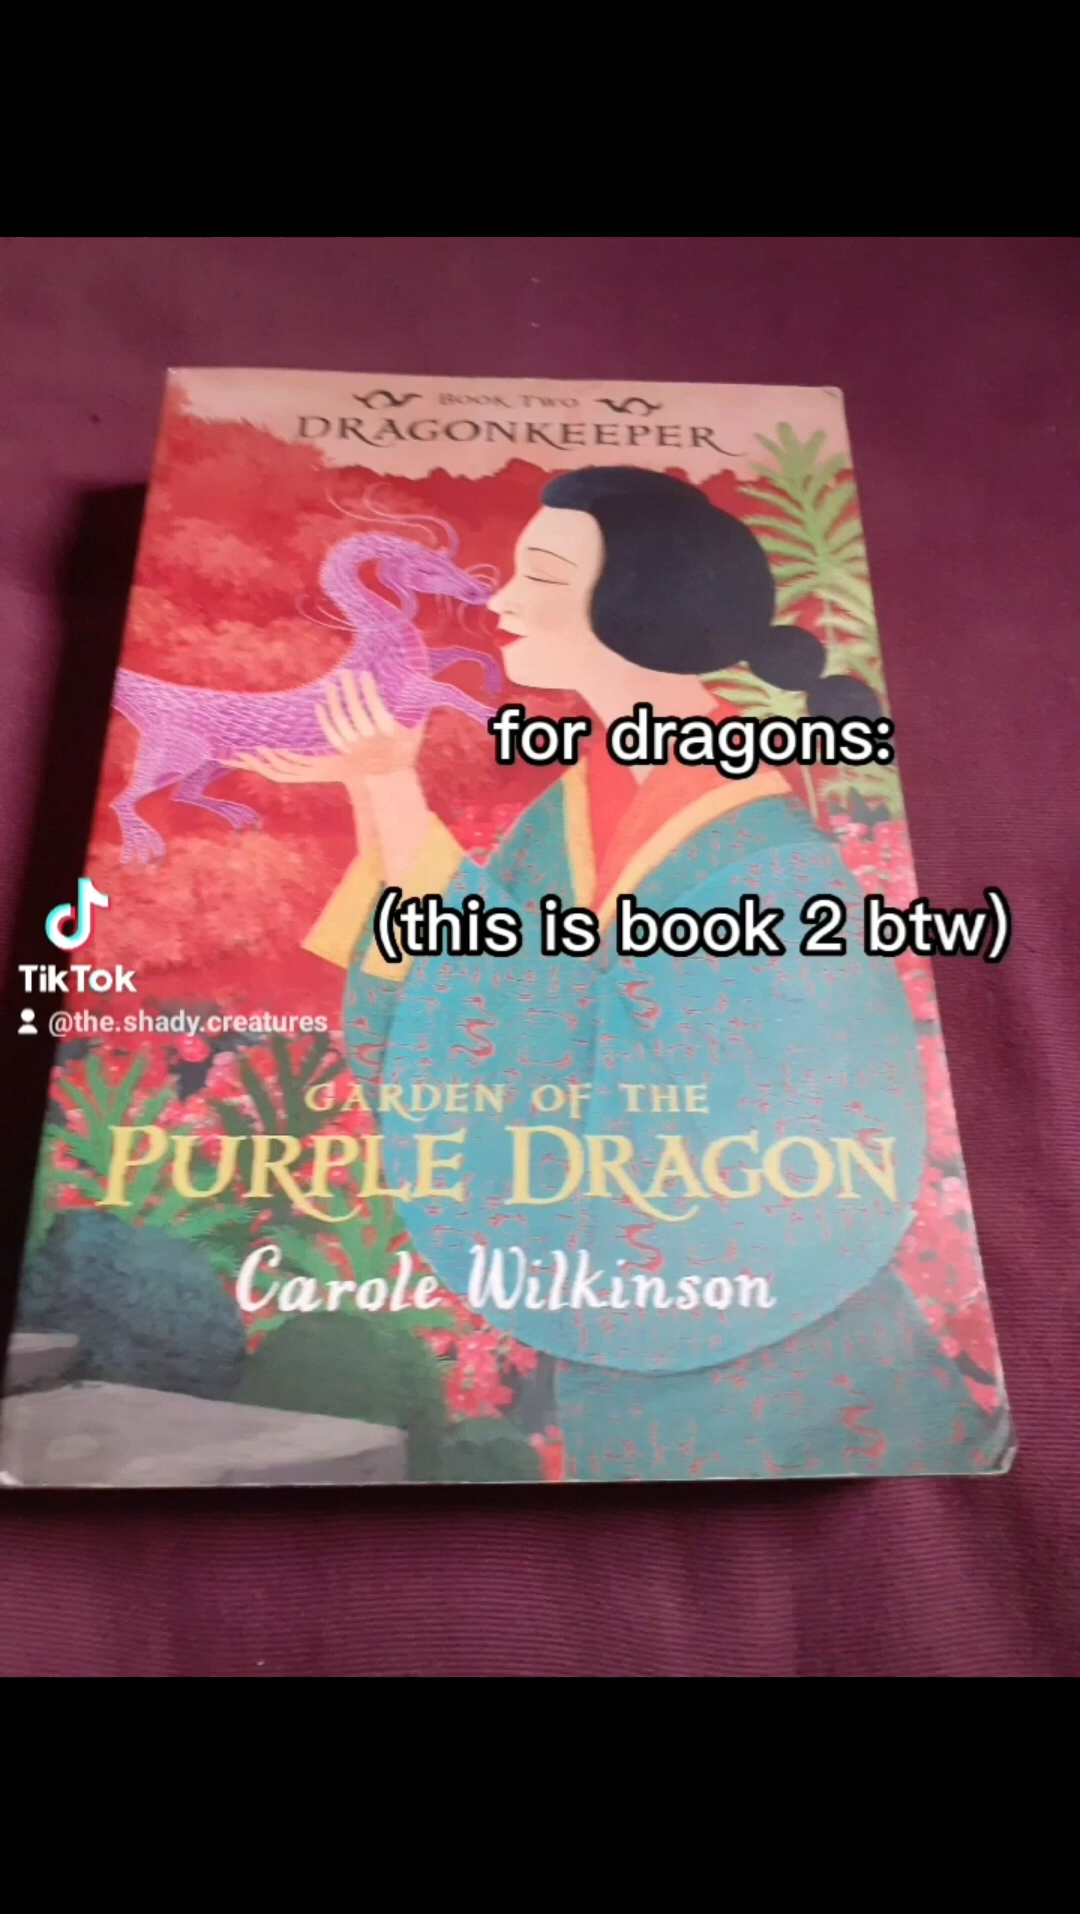 BOOK TWO
DRAGONKEEPER
for dragons:
(this is book 2 btw)
TikTok
@the.shady.creatures
GARDEN OF THE
PURPLE DRAGON
Carole Wilkinson